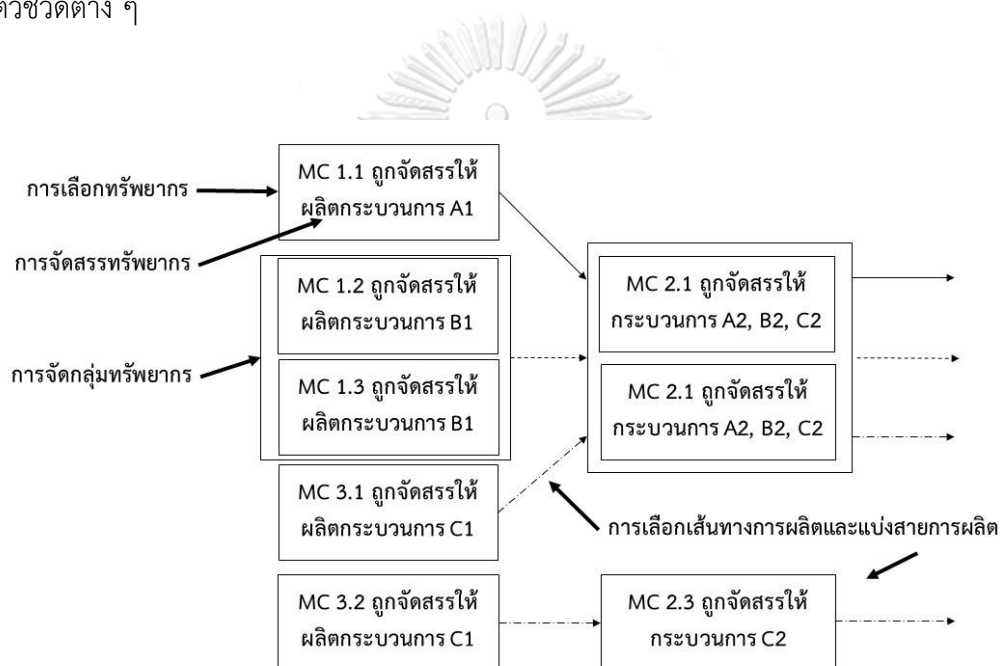 ตัวชี้วัดต่าง ๆ
MC 1.1 ถูกจัดสรรให้
ผลิตกระบวนการ A1
การเลือกทรัพยากร
การจัดสรรทรัพยากร
MC 1.2 ถูกจัดสรรให้
ผลิตกระบวนการ B1
MC 2.1 ถูกจัดสรรให้
กระบวนการ A2, B2, C2
การจัดกลุ่มทรัพยากร
MC 1.3 ถูกจัดสรรให้
ผลิตกระบวนการ B1
MC 2.1 ถูกจัดสรรให้
กระบวนการ A2, B2, C2
MC 3.1 ถูกจัดสรรให้
ผลิตกระบวนการ C1
การเลือกเส้นทางการผลิตและแบ่งสายการผลิต
MC 3.2 ถูกจัดสรรให้
ผลิตกระบวนการ C1
MC 2.3 ถูกจัดสรรให้
กระบวนการ C2